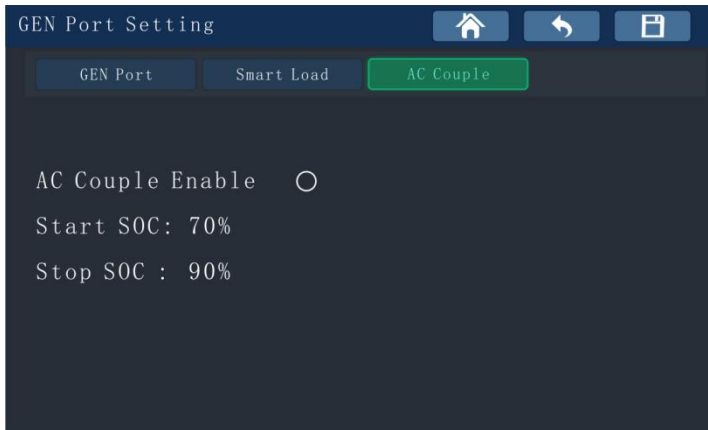 GEN Port Setting
GEN Port Smart Load AC Couple
AC Couple Enable
Start SOC: 70%
Stop SOC : 90%